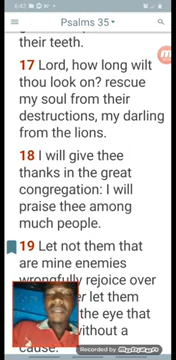 6:47
Psalms 35
their teeth.
17 Lord, how long wilt
thou look on? rescue
my soul from their
destructions, my darling
from the lions.
18 I will give thee
thanks in the great
congregation: I will
praise thee among
much people.
19 Let not them that
are mine enemies
wrongfully rejoice over
let them
the eye that
without a
cause.
Recorded by